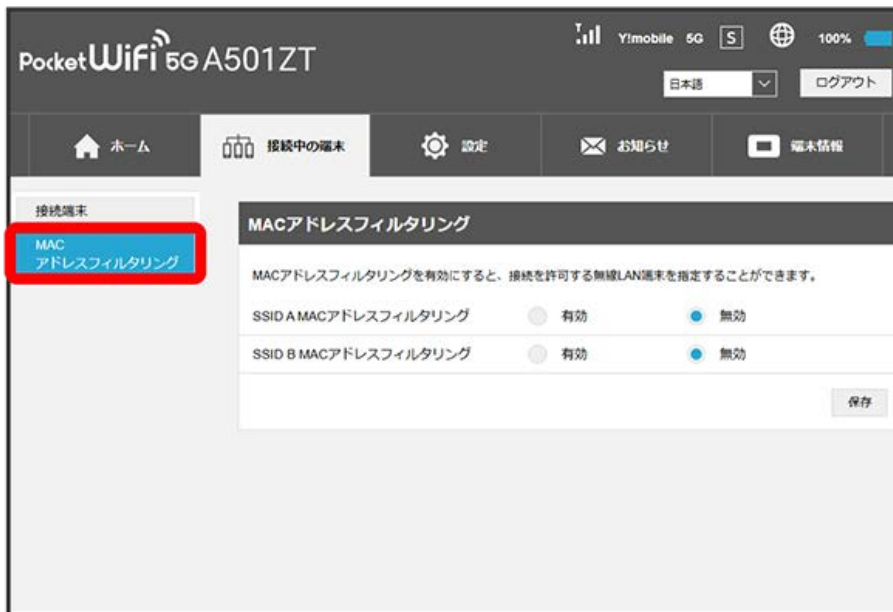 Y!mobile 5G S 100%
PocketWiFi 5G A501ZT
日本語 ログアウト
ホーム 接続中の端末 設定 お知らせ 端末情報
接続端末
MAC
アドレスフィルタリング
MACアドレスフィルタリング
MACアドレスフィルタリングを有効にすると、接続を許可する無線LAN端末を指定することができます。
SSID A MACアドレスフィルタリング 有効 無効
SSID B MACアドレスフィルタリング 有効 無効
保存